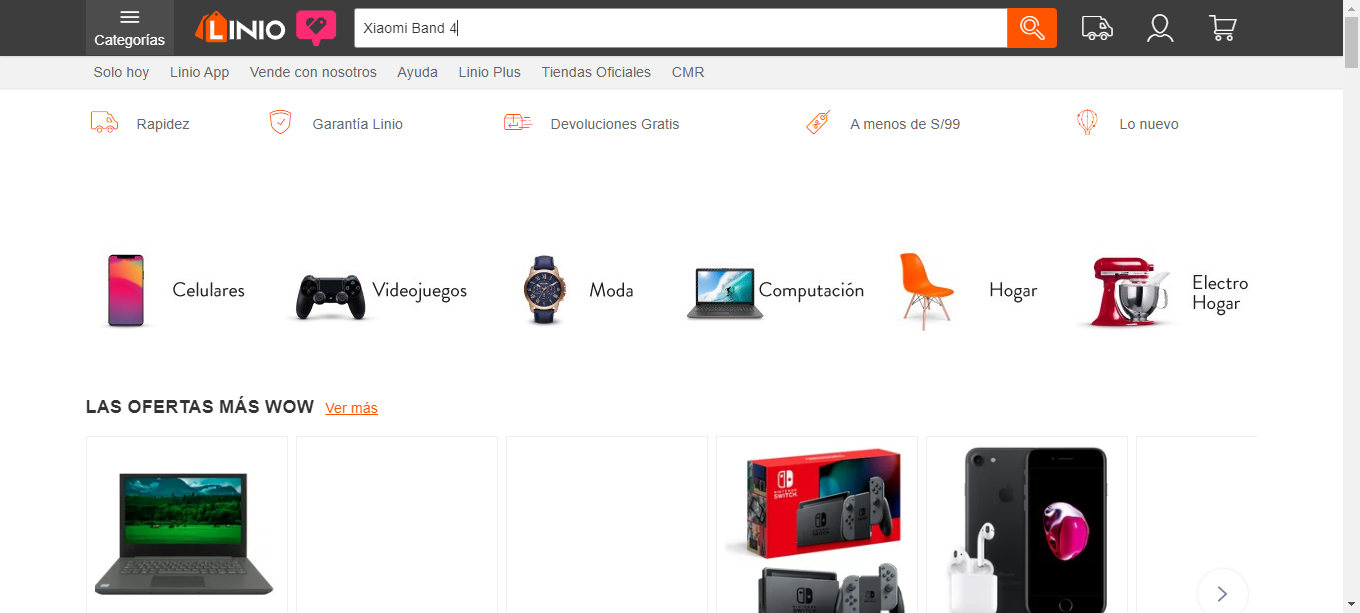 Categorías
LINIO
Xiaomi Band 4
Solo hoy Linio App Vende con nosotros Ayuda Linio Plus Tiendas Oficiales CMR
Rapidez Garantía Linio Devoluciones Gratis A menos de S/99 Lo nuevo
Celulares Videojuegos Moda Computación Hogar Electro
Hogar
LAS OFERTAS MÁS WOW Ver más
NINTENDO
SWITCH